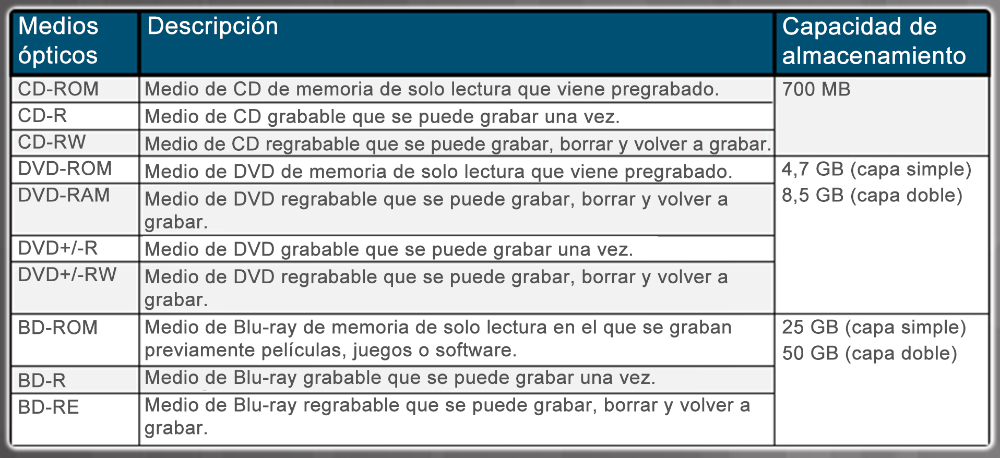 Medios
ópticos
Descripción
Capacidad de
almacenamiento
CD-ROM
Medio de CD de memoria de solo lectura que viene pregrabado.
700 MB
CD-R
Medio de CD grabable que se puede grabar una vez.
CD-RW
Medio de CD regrabable que se puede grabar, borrar y volver a grabar.
DVD-ROM
Medio de DVD de memoria de solo lectura que viene pregrabado.
4,7 GB (capa simple)
8,5 GB (capa doble)
DVD-RAM
Medio de DVD regrabable que se puede grabar, borrar y volver a
grabar.
DVD+/-R
Medio de DVD grabable que se puede grabar una vez.
DVD+/-RW
Medio de DVD regrabable que se puede grabar, borrar y volver a
grabar.
BD-ROM
Medio de Blu-ray de memoria de solo lectura en el que se graban
previamente películas, juegos o software.
25 GB (capa simple)
50 GB (capa doble)
BD-R
Medio de Blu-ray grabable que se puede grabar una vez.
BD-RE
Medio de Blu-ray regrabable que se puede grabar, borrar y volver a
grabar.